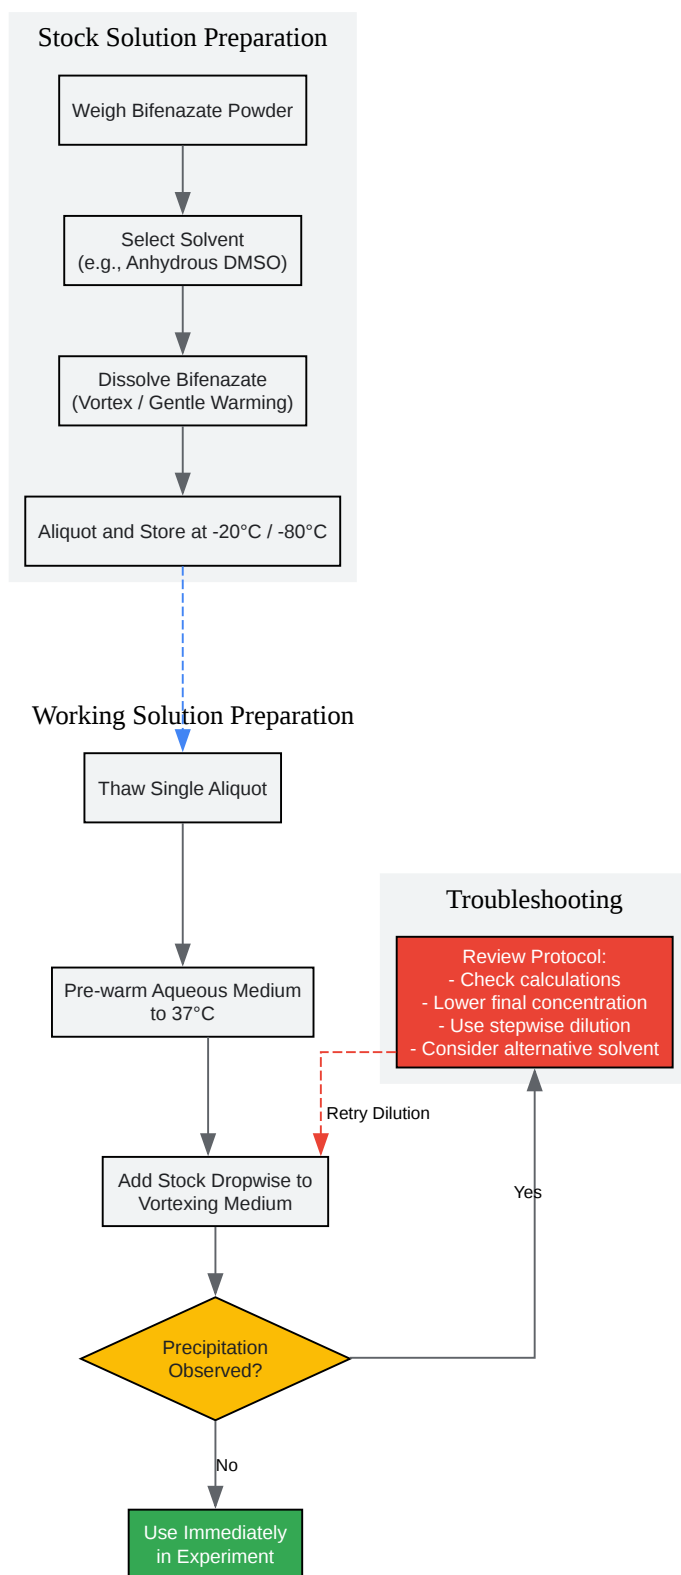 Stock Solution Preparation
Weigh Bifenazate Powder
Select Solvent
(e.g., Anhydrous DMSO)
Dissolve Bifenazate
(Vortex / Gentle Warming)
Aliquot and Store at -20°C / -80°C
Working Solution Preparation
Thaw Single Aliquot
Pre-warm Aqueous Medium
to 37°C
Troubleshooting
Review Protocol:
- Check calculations
- Lower final concentration
- Use stepwise dilution
- Consider alternative solvent
Retry Dilution
Add Stock Dropwise to
Vortexing Medium
Yes
Precipitation
Observed?
No
Use Immediately
in Experiment